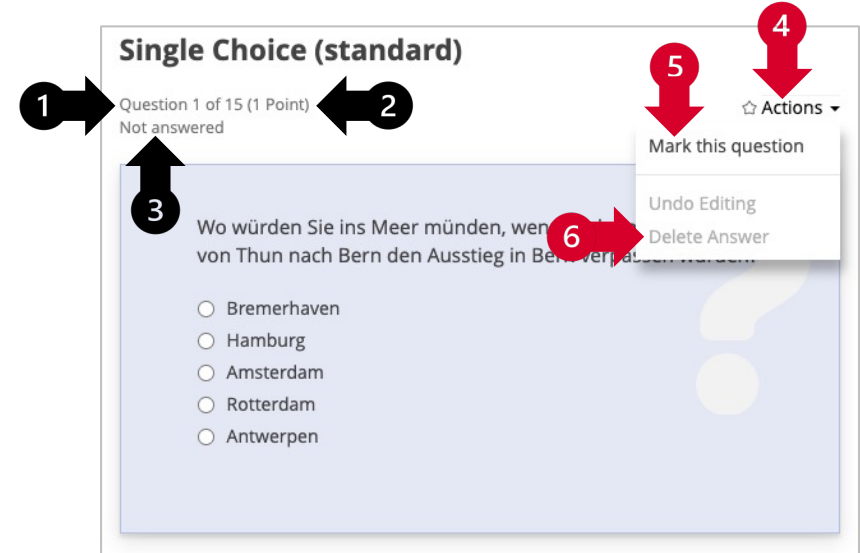 4
Single Choice (standard)
5
1 Question 1 of 15 (1 Point) 2
☆ Actions
Not answered
Mark this question
3
Undo Editing
Wo würden Sie ins Meer münden,
6 Delete Answer
von Thun nach Bern den Ausstieg in Bern verpassen würden?
Bremerhaven
Hamburg
Amsterdam
Rotterdam
Antwerpen